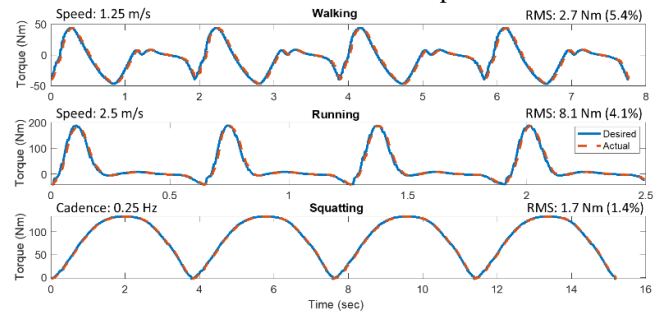 Speed: 1.25 m/s Walking RMS: 2.7 Nm (5.4%)
Torque (Nm)
50
0
-50
0 1 2 3 4 5 6 7 8
Speed: 2.5 m/s Running RMS: 8.1 Nm (4.1%)
Torque (Nm)
200
100
0
Desired
Actual
0 0.5 1 1.5 2 2.5
Cadence: 0.25 Hz Squatting RMS: 1.7 Nm (1.4%)
Torque (Nm)
100
50
0
0 2 4 6 8 10 12 14 16
Time (sec)